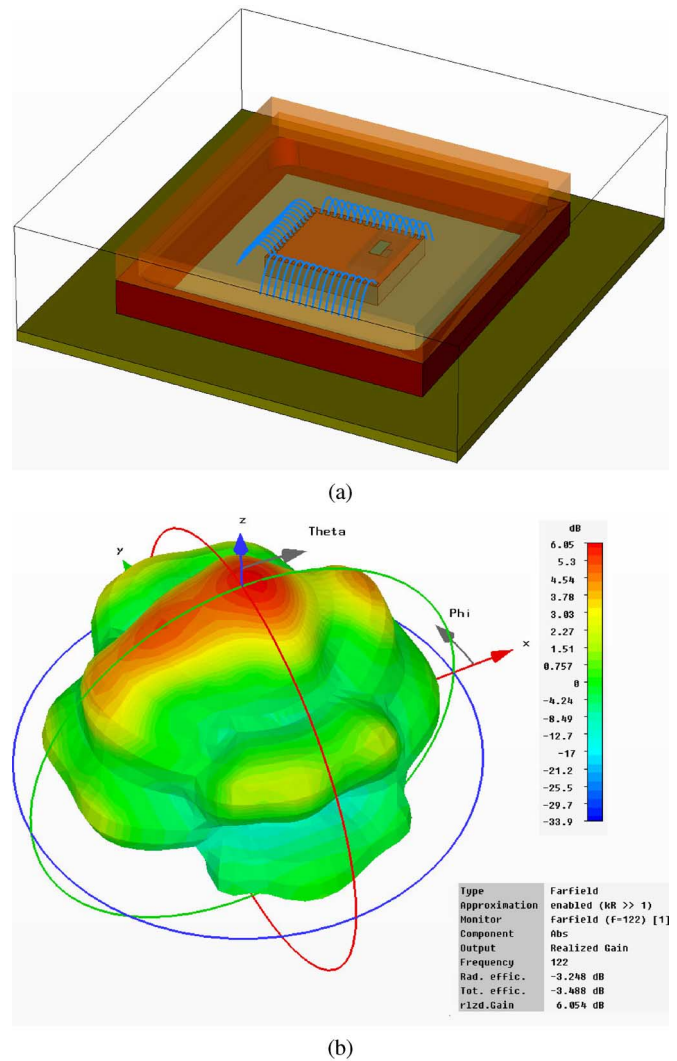 (a)
z
Theta
y
Phi
x
dB
6.05
5.3
4.54
3.78
3.03
2.27
1.51
0.757
0
-4.24
-8.49
-12.7
-17
-21.2
-25.5
-29.7
-33.9
Type Farfield
Approximation enabled (kR >> 1)
Monitor farfield (f=122) [1]
Component Abs
Output Realized Gain
Frequency 122
Rad. effic. -3.248 dB
Tot. effic. -3.488 dB
rlzd.Gain 6.054 dB
(b)